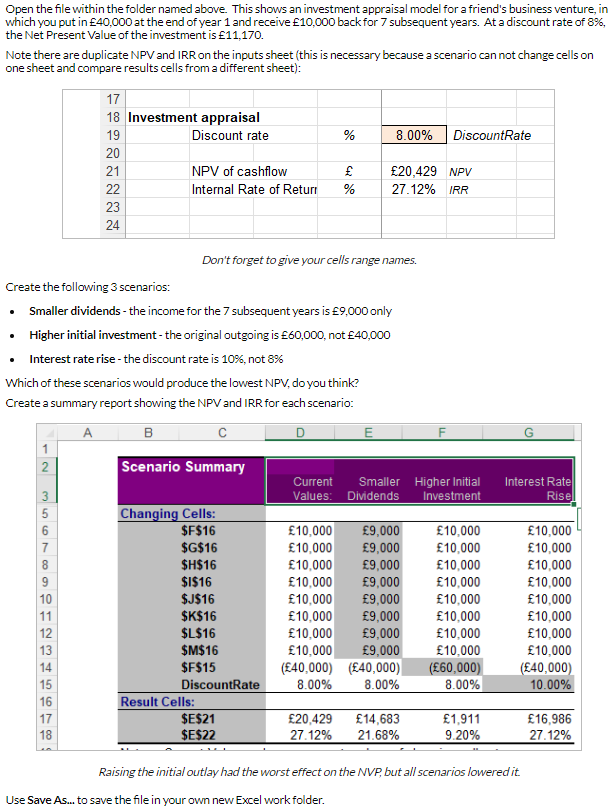 Open the file within the folder named above. This shows an investment appraisal model for a friend's business venture, in
which you put in £40,000 at the end of year 1 and receive £10,000 back for 7 subsequent years. At a discount rate of 8%,
the Net Present Value of the investment is £11,170.
Note there are duplicate NPV and IRR on the inputs sheet (this is necessary because a scenario can not change cells on
one sheet and compare results cells from a different sheet):
17
18 Investment appraisal
19 Discount rate % 8.00% DiscountRate
20
21 NPV of cashflow £ £20,429 NPV
22 Internal Rate of Return % 27.12% IRR
23
24
Don't forget to give your cells range names.
Create the following 3 scenarios:
• Smaller dividends - the income for the 7 subsequent years is £9,000 only
• Higher initial investment - the original outgoing is £60,000, not £40,000
• Interest rate rise - the discount rate is 10%, not 8%
Which of these scenarios would produce the lowest NPV, do you think?
Create a summary report showing the NPV and IRR for each scenario:
A B C D E F G
1
2 Scenario Summary
Current Smaller Higher Initial Interest Rate
3 Values: Dividends Investment Rise
5 Changing Cells:
6 $F$16 £10,000 £9,000 £10,000 £10,000
7 $G$16 £10,000 £9,000 £10,000 £10,000
8 $H$16 £10,000 £9,000 £10,000 £10,000
9 $I$16 £10,000 £9,000 £10,000 £10,000
10 $J$16 £10,000 £9,000 £10,000 £10,000
11 $K$16 £10,000 £9,000 £10,000 £10,000
12 $L$16 £10,000 £9,000 £10,000 £10,000
13 $M$16 £10,000 £9,000 £10,000 £10,000
14 $F$15 (£40,000) (£40,000) (£60,000) (£40,000)
15 DiscountRate 8.00% 8.00% 8.00% 10.00%
16 Result Cells:
17 $E$21 £20,429 £14,683 £1,911 £16,986
18 $E$22 27.12% 21.68% 9.20% 27.12%
Raising the initial outlay had the worst effect on the NVP, but all scenarios lowered it.
Use Save As... to save the file in your own new Excel work folder.